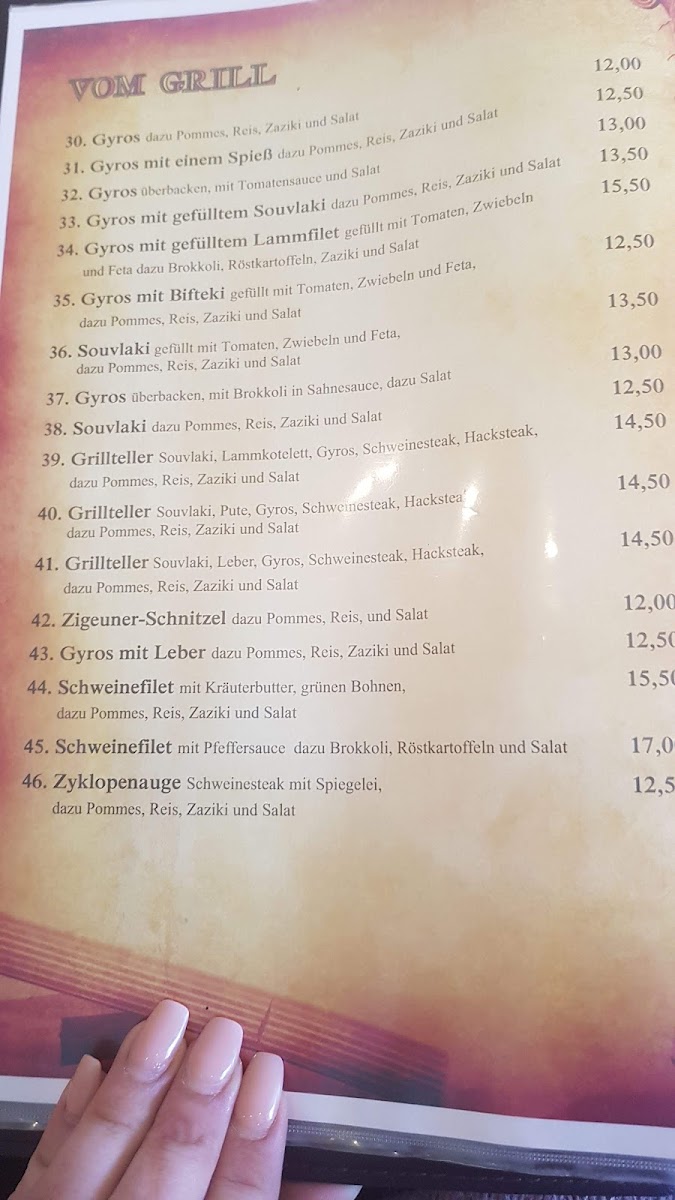 VOM GRILL
30. Gyros dazu Pommes, Reis, Zaziki und Salat 12,00
31. Gyros mit einem Spieß dazu Pommes, Reis, Zaziki und Salat 12,50
32. Gyros überbacken, mit Tomatensauce und Salat 13,00
33. Gyros mit gefülltem Souvlaki dazu Pommes, Reis, Zaziki und Salat 13,50
34. Gyros mit gefülltem Lammfilet gefüllt mit Tomaten, Zwiebeln 15,50
und Feta dazu Brokkoli, Röstkartoffeln, Zaziki und Salat
35. Gyros mit Bifteki gefüllt mit Tomaten, Zwiebeln und Feta, 12,50
dazu Pommes, Reis, Zaziki und Salat
36. Souvlaki gefüllt mit Tomaten, Zwiebeln und Feta, 13,50
dazu Pommes, Reis, Zaziki und Salat
37. Gyros überbacken, mit Brokkoli in Sahnesauce, dazu Salat 13,00
38. Souvlaki dazu Pommes, Reis, Zaziki und Salat 12,50
39. Grillteller Souvlaki, Lammkotelett, Gyros, Schweinesteak, Hacksteak, 14,50
dazu Pommes, Reis, Zaziki und Salat
40. Grillteller Souvlaki, Pute, Gyros, Schweinesteak, Hacksteak 14,50
dazu Pommes, Reis, Zaziki und Salat
41. Grillteller Souvlaki, Leber, Gyros, Schweinesteak, Hacksteak, 14,50
dazu Pommes, Reis, Zaziki und Salat
42. Zigeuner-Schnitzel dazu Pommes, Reis, und Salat 12,00
43. Gyros mit Leber dazu Pommes, Reis, Zaziki und Salat 12,50
44. Schweinefilet mit Kräuterbutter, grünen Bohnen, 15,50
dazu Pommes, Reis, Zaziki und Salat
45. Schweinefilet mit Pfeffersauce dazu Brokkoli, Röstkartoffeln und Salat 17,0
46. Zyklopenauge Schweinesteak mit Spiegelei, 12,5
dazu Pommes, Reis, Zaziki und Salat